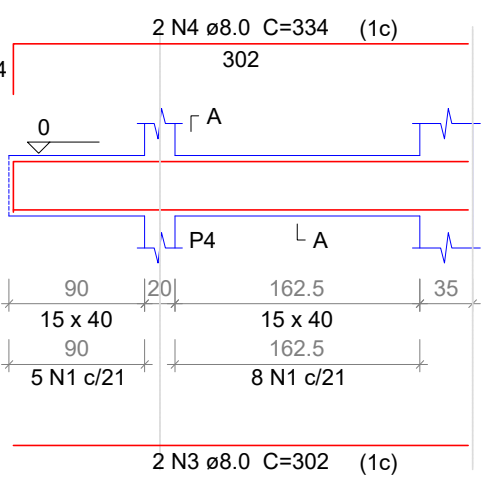 2 N4 ø8.0 C=334 (1c)
302
4
A
0
P4
A
90 20 162.5 35
15 x 40 15 x 40
90 162.5
5 N1 c/21 8 N1 c/21
2 N3 ø8.0 C=302 (1c)